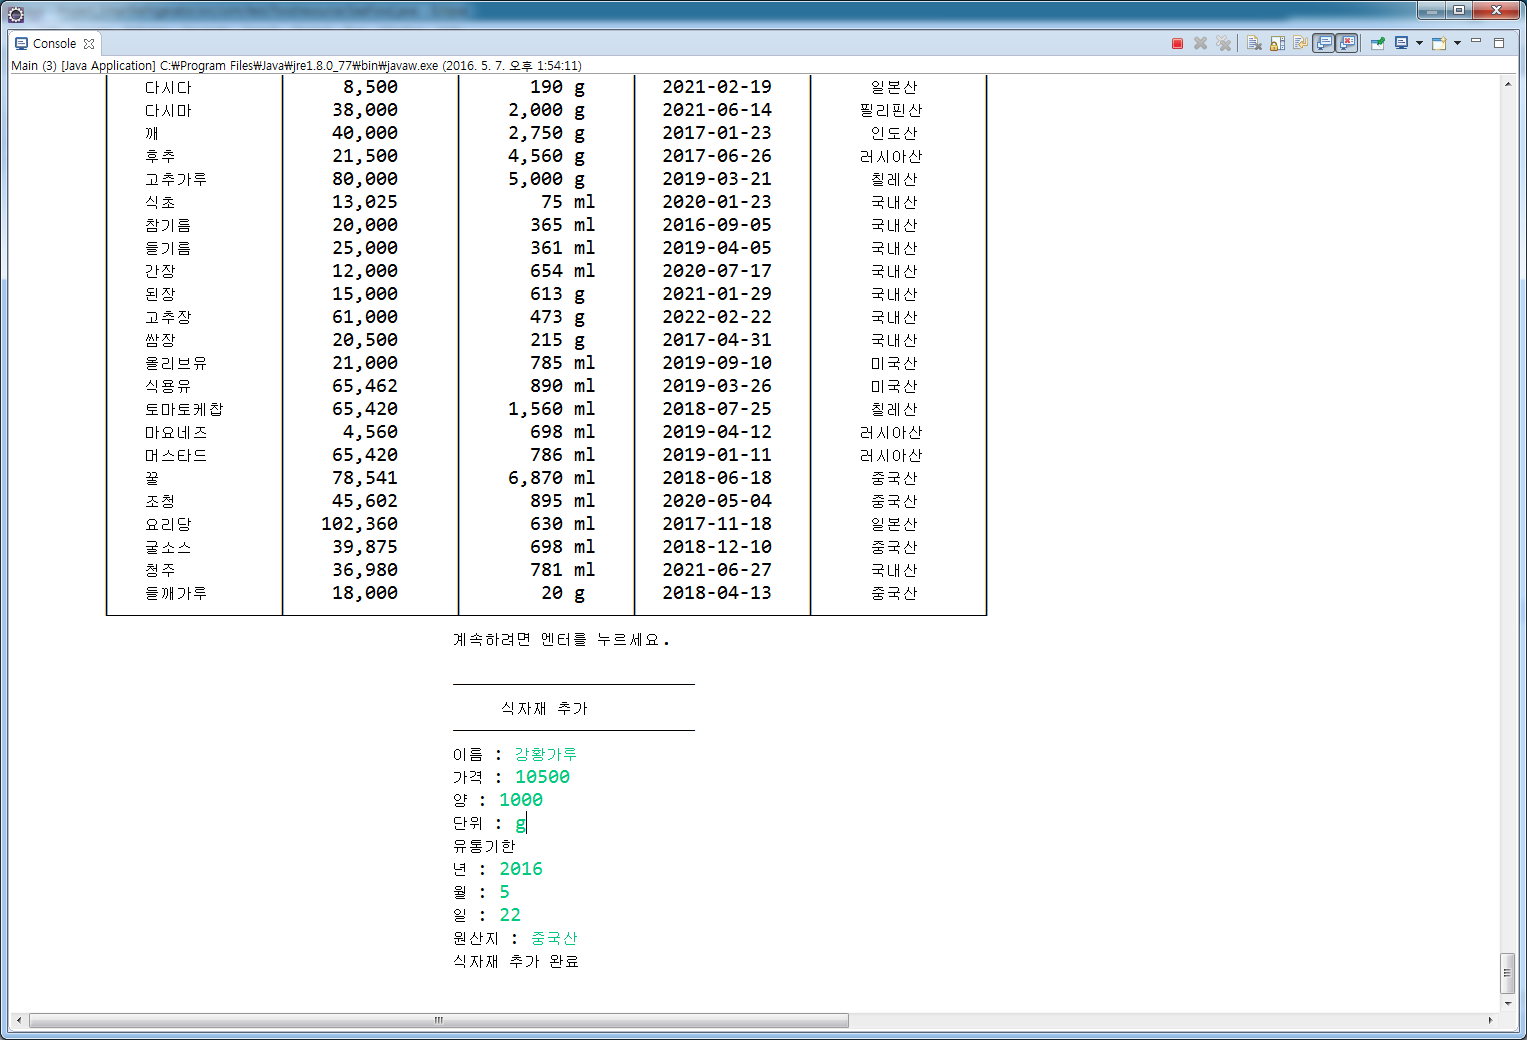 Console
Main (3) [Java Application] C:₩Program Files₩Java₩jre1.8.0_77₩bin₩javaw.exe (2016. 5. 7. 오후 1:54:11)
다시다 8,500 190 g 2021-02-19 일본산
다시마 38,000 2,000 g 2021-06-14 필리핀산
깨 40,000 2,750 g 2017-01-23 인도산
후추 21,500 4,560 g 2017-06-26 러시아산
고추가루 80,000 5,000 g 2019-03-21 칠레산
식초 13,025 75 ml 2020-01-23 국내산
참기름 20,000 365 ml 2016-09-05 국내산
들기름 25,000 361 ml 2019-04-05 국내산
간장 12,000 654 ml 2020-07-17 국내산
된장 15,000 613 g 2021-01-29 국내산
고추장 61,000 473 g 2022-02-22 국내산
쌈장 20,500 215 g 2017-04-31 국내산
올리브유 21,000 785 ml 2019-09-10 미국산
식용유 65,462 890 ml 2019-03-26 미국산
토마토케찹 65,420 1,560 ml 2018-07-25 칠레산
마요네즈 4,560 698 ml 2019-04-12 러시아산
머스타드 65,420 786 ml 2019-01-11 러시아산
꿀 78,541 6,870 ml 2018-06-18 중국산
조청 45,602 895 ml 2020-05-04 중국산
요리당 102,360 630 ml 2017-11-18 일본산
굴소스 39,875 698 ml 2018-12-10 중국산
청주 36,980 781 ml 2021-06-27 국내산
들깨가루 18,000 20 g 2018-04-13 중국산
계속하려면 엔터를 누르세요.
식자재 추가
이름 : 강황가루
가격 : 10500
양 : 1000
단위 : g
유통기한
년 : 2016
월 : 5
일 : 22
원산지 : 중국산
식자재 추가 완료